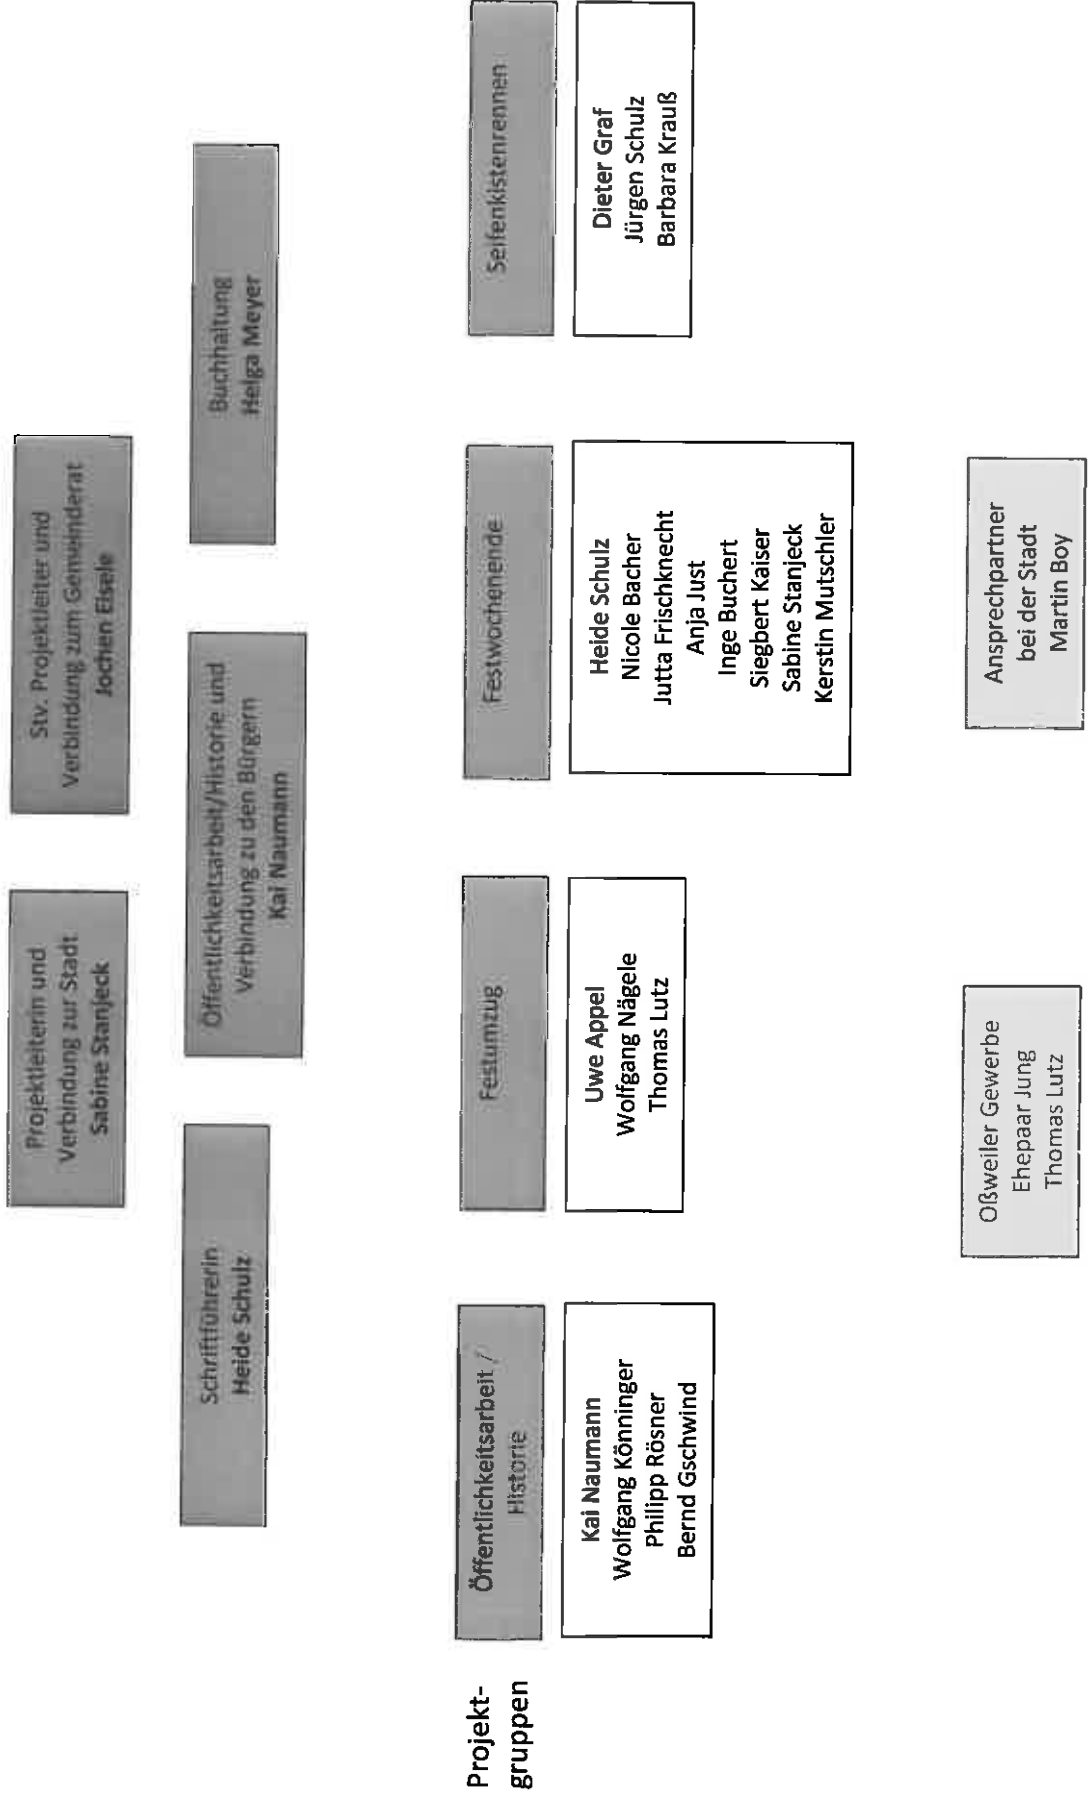 Projektleiterin und
Verbindung zur Stadt
Sabine Stanjeck
Stv. Projektleiter und
Verbindung zum Gemeinderat
Jochen Eisele
Schriftführerin
Heide Schulz
Öffentlichkeitsarbeit/Historie und
Verbindung zu den Bürgern
Kai Naumann
Buchhaltung
Helga Meyer
Projekt-
gruppen
Öffentlichkeitsarbeit /
Historie
Kai Naumann
Wolfgang Könninger
Philipp Rösner
Bernd Gschwind
Festumzug
Uwe Appel
Wolfgang Nägele
Thomas Lutz
Festwochenende
Heide Schulz
Nicole Bacher
Jutta Frischknecht
Anja Just
Inge Buchert
Siegbert Kaiser
Sabine Stanjeck
Kerstin Mutschler
Seifenkistenrennen
Dieter Graf
Jürgen Schulz
Barbara Krauß
Oßweiler Gewerbe
Ehepaar Jung
Thomas Lutz
Ansprechpartner
bei der Stadt
Martin Boy